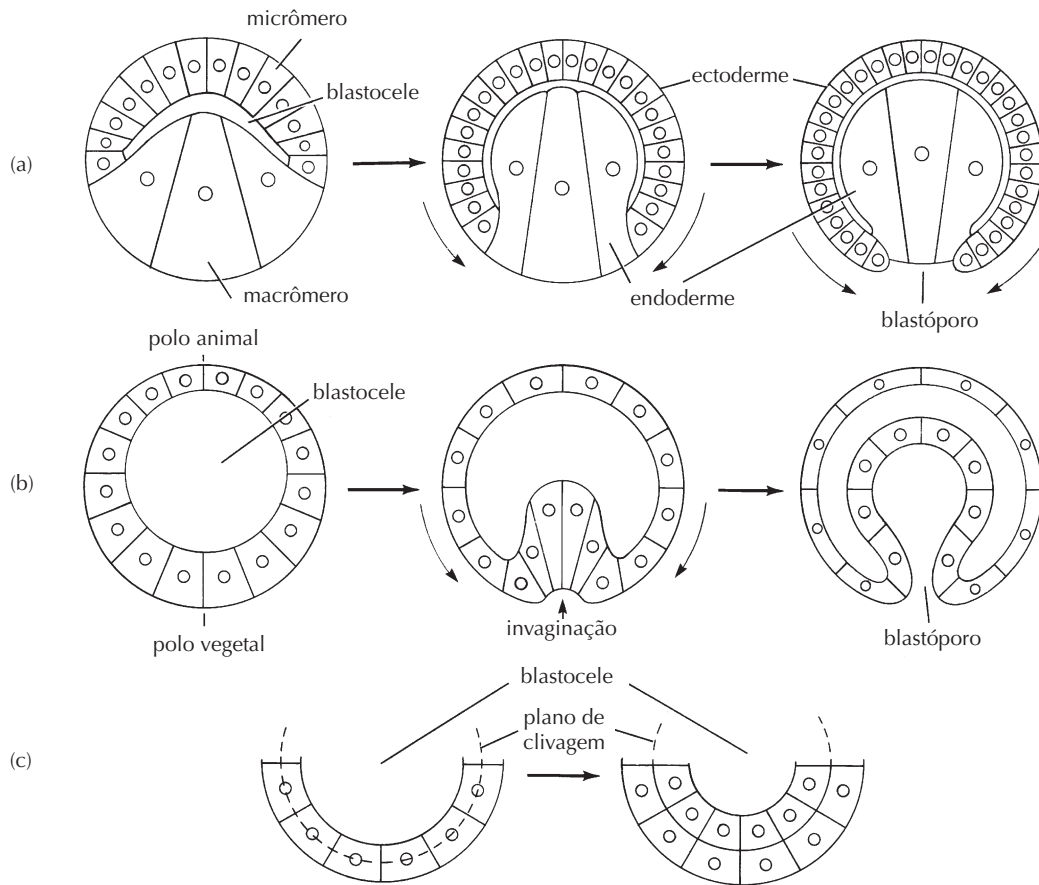 (a)
micrômero
blastocele
macrômero
ectoderme
endoderme
blastóporo
(b)
polo animal
blastocele
polo vegetal
invaginação
blastóporo
(c)
blastocele
plano de
clivagem